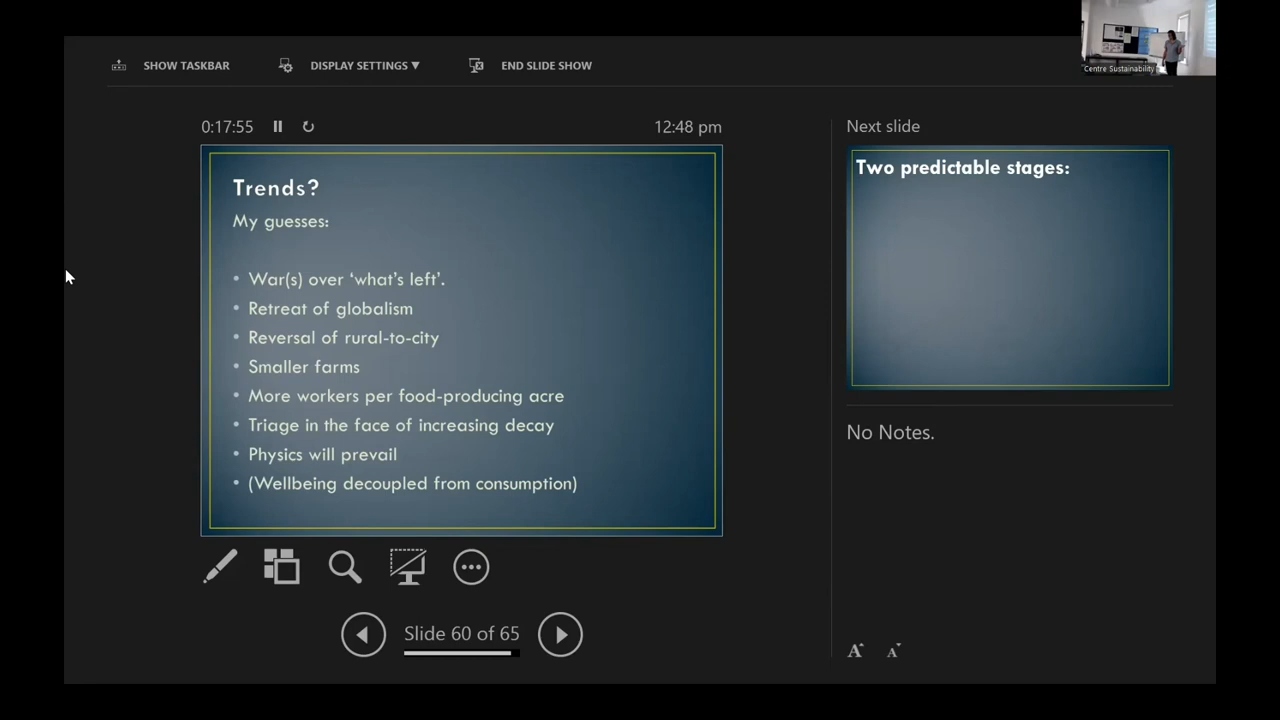 SHOW TASKBAR
DISPLAY SETTINGS ▼
END SLIDE SHOW
Centre Sustainability
0:17:55
12:48 pm
Trends?
My guesses:
• War(s) over ‘what’s left’.
• Retreat of globalism
• Reversal of rural-to-city
• Smaller farms
• More workers per food-producing acre
• Triage in the face of increasing decay
• Physics will prevail
• (Wellbeing decoupled from consumption)
Slide 60 of 65
Next slide
Two predictable stages:
No Notes.
A A